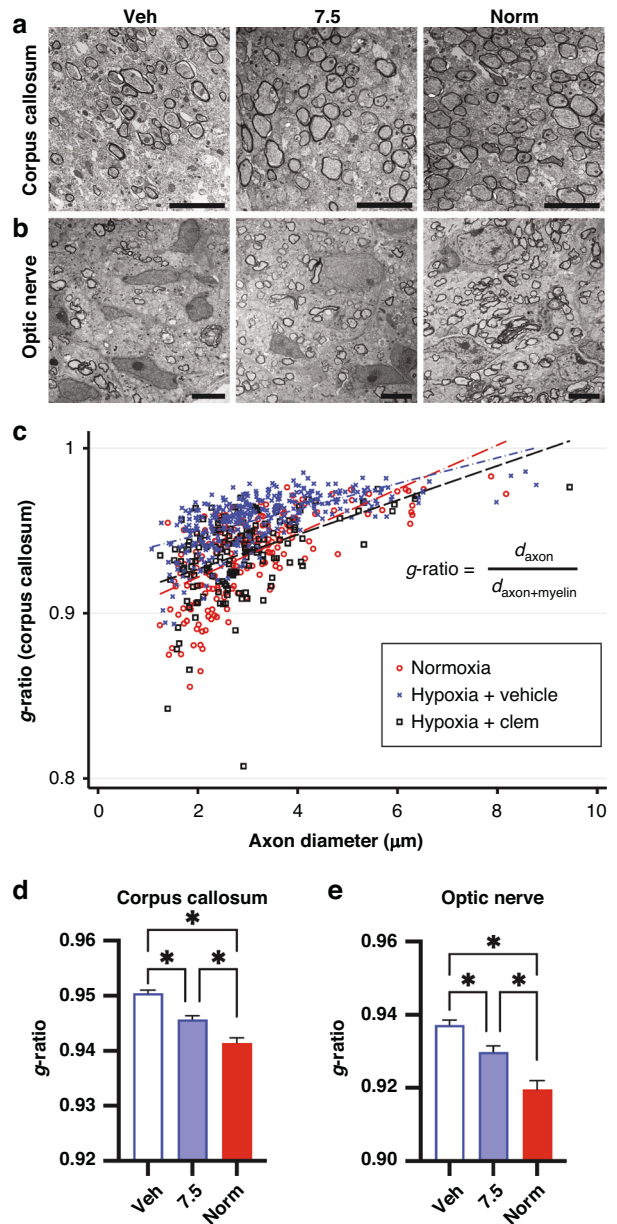 a
Veh
7.5
Norm
Corpus callosum
b
Optic nerve
c
1
0.9
0.8
g-ratio (corpus callosum)
g-ratio = d axon / d axon+myelin
Normoxia
Hypoxia + vehicle
Hypoxia + clem
0 2 4 6 8 10
Axon diameter (μm)
d
Corpus callosum
0.96
0.95
0.94
0.93
0.92
g-ratio
* * *
Veh 7.5 Norm
e
Optic nerve
0.96
0.94
0.92
0.90
g-ratio
* * *
Veh 7.5 Norm